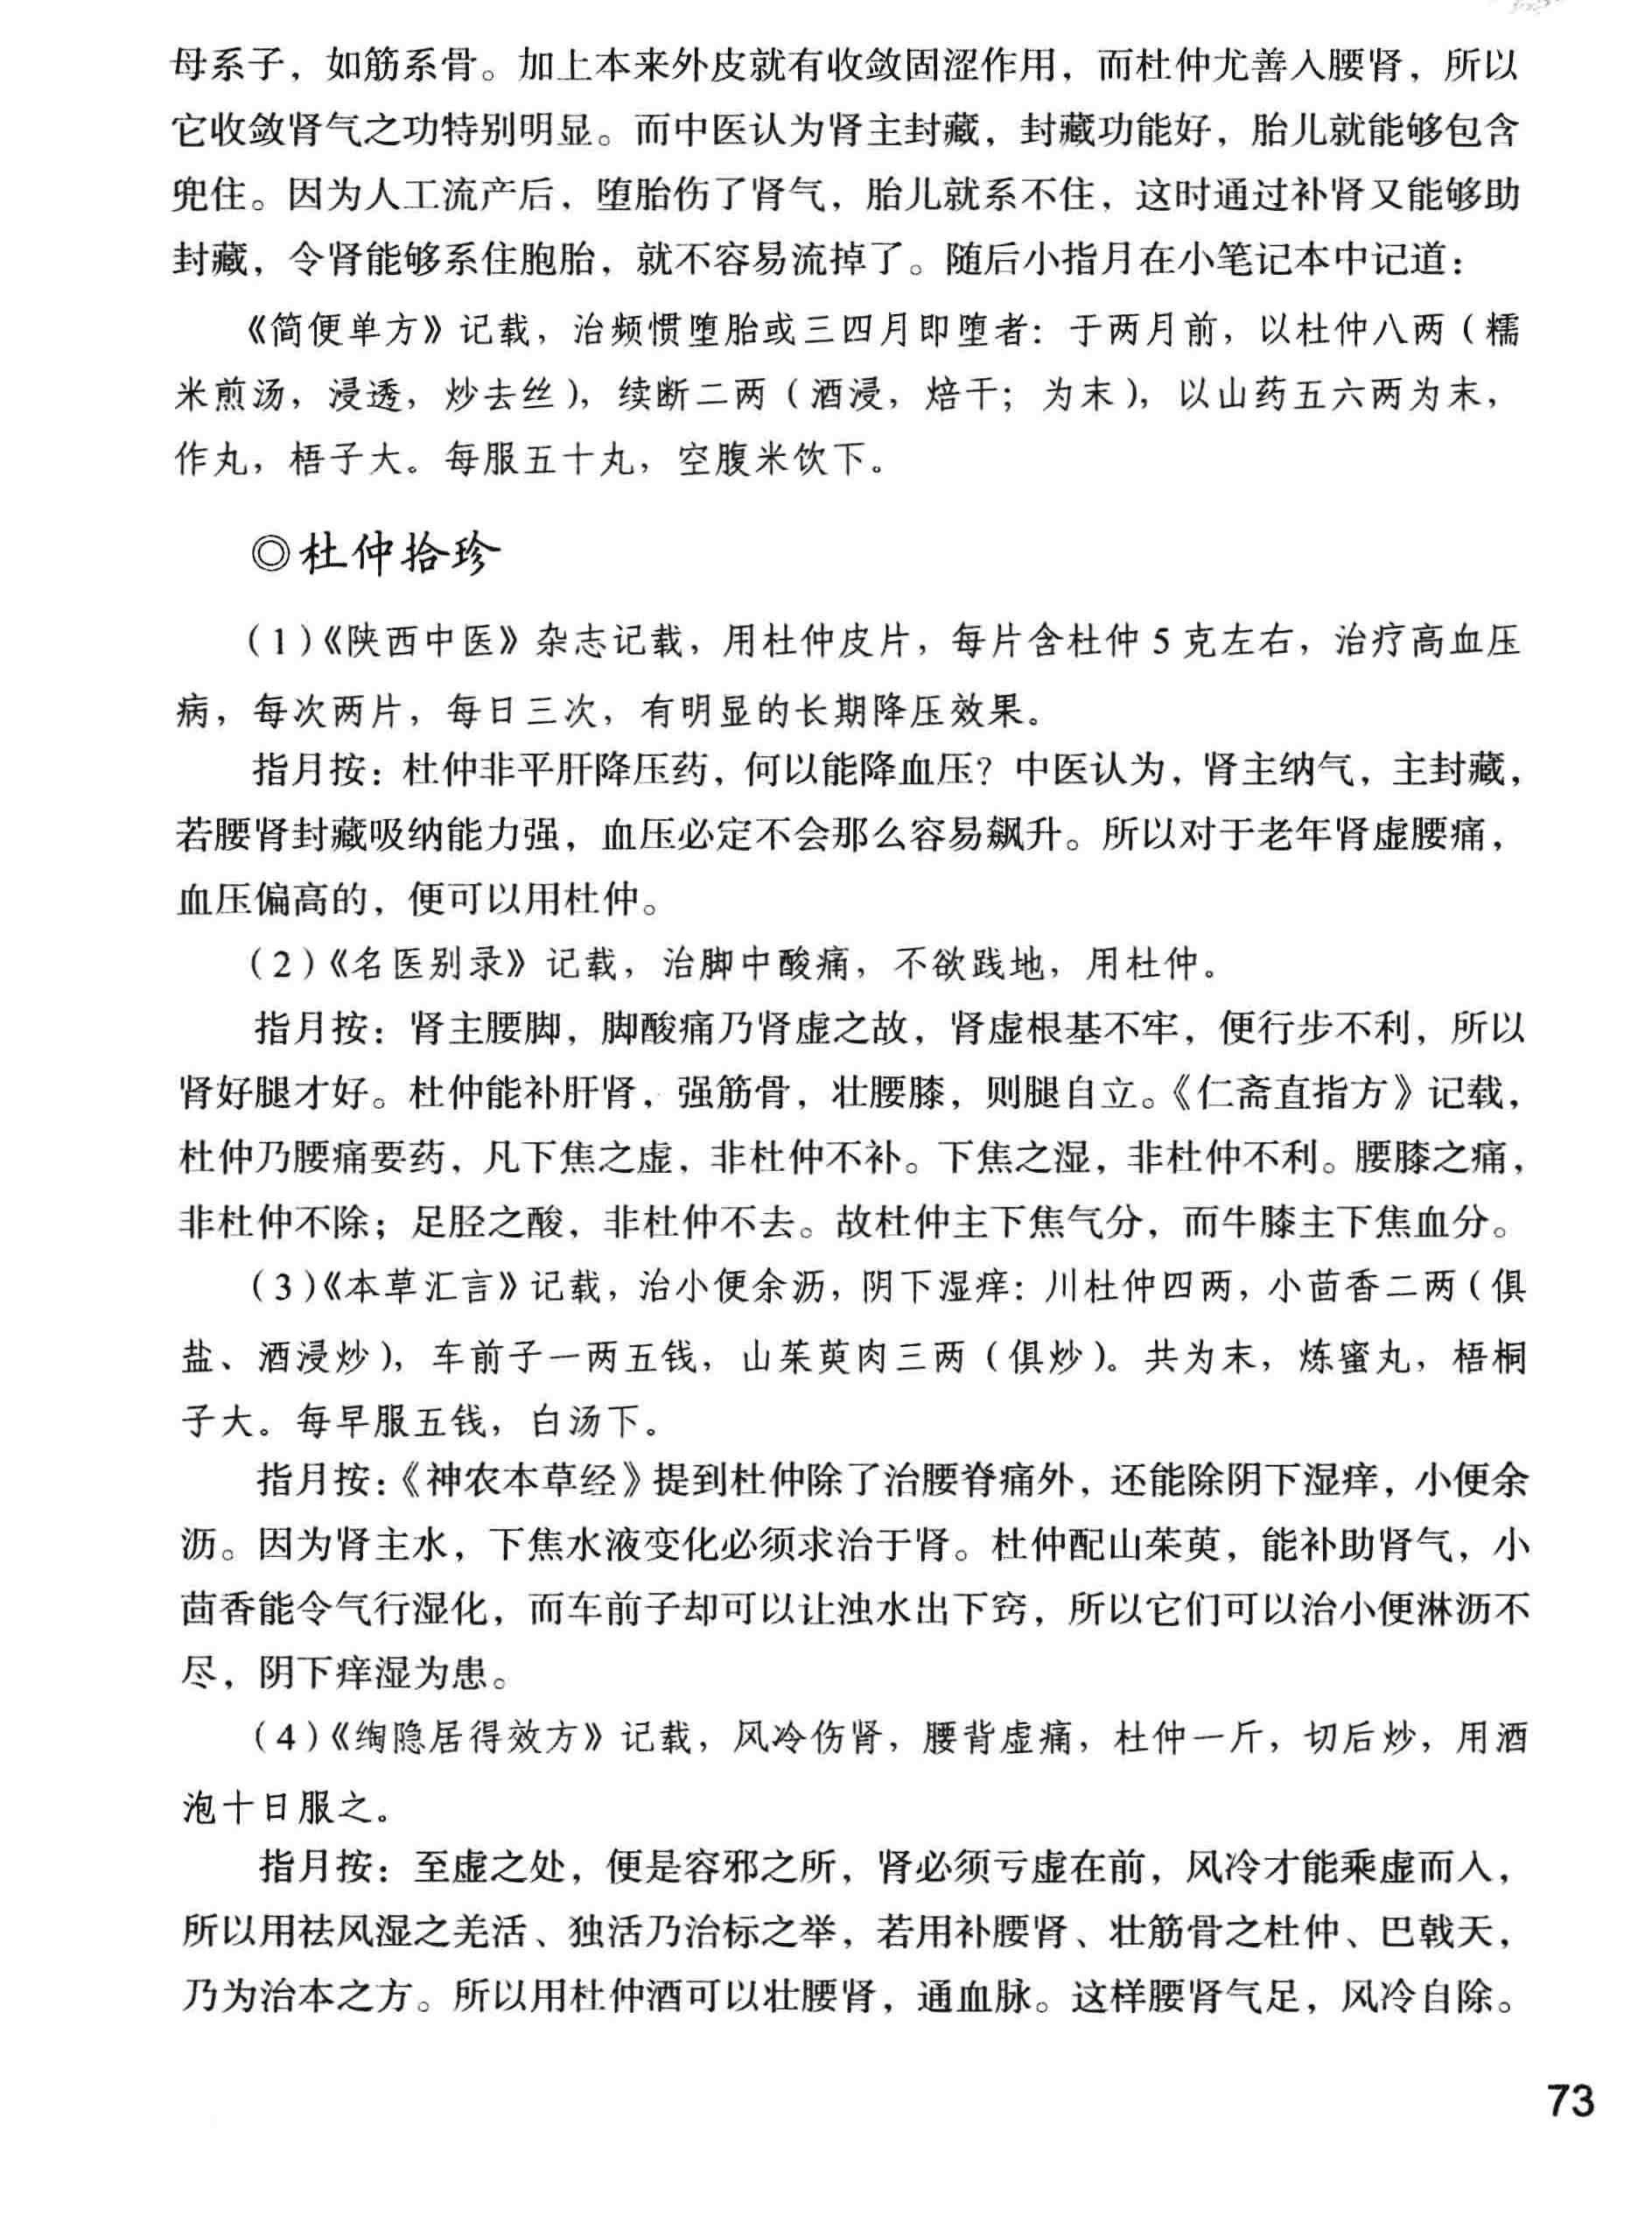 母系子，如筋系骨。加上本来外皮就有收敛固涩作用，而杜仲尤善入腰肾，所以
它收敛肾气之功特别明显。而中医认为肾主封藏，封藏功能好，胎儿就能够包含
兜住。因为人工流产后，堕胎伤了肾气，胎儿就系不住，这时通过补肾又能够助
封藏，令肾能够系住胞胎，就不容易流掉了。随后小指月在小笔记本中记道：
《简便单方》记载，治频惯堕胎或三四月即堕者：于两月前，以杜仲八两（糯
米煎汤，浸透，炒去丝），续断二两（酒浸，焙干；为末），以山药五六两为末，
作丸，梧子大。每服五十丸，空腹米饮下。
◎杜仲拾珍
（1）《陕西中医》杂志记载，用杜仲皮片，每片含杜仲5克左右，治疗高血压
病，每次两片，每日三次，有明显的长期降压效果。
指月按：杜仲非平肝降压药，何以能降血压？中医认为，肾主纳气，主封藏，
若腰肾封藏吸纳能力强，血压必定不会那么容易飙升。所以对于老年肾虚腰痛，
血压偏高的，便可以用杜仲。
（2）《名医别录》记载，治脚中酸痛，不欲践地，用杜仲。
指月按：肾主腰脚，脚酸痛乃肾虚之故，肾虚根基不牢，便行步不利，所以
肾好腿才好。杜仲能补肝肾，强筋骨，壮腰膝，则腿自立。《仁斋直指方》记载，
杜仲乃腰痛要药，凡下焦之虚，非杜仲不补。下焦之湿，非杜仲不利。腰膝之痛，
非杜仲不除；足胫之酸，非杜仲不去。故杜仲主下焦气分，而牛膝主下焦血分。
（3）《本草汇言》记载，治小便余沥，阴下湿痒：川杜仲四两，小茴香二两（俱
盐、酒浸炒），车前子一两五钱，山茱萸肉三两（俱炒）。共为末，炼蜜丸，梧桐
子大。每早服五钱，白汤下。
指月按：《神农本草经》提到杜仲除了治腰脊痛外，还能除阴下湿痒，小便余
沥。因为肾主水，下焦水液变化必须求治于肾。杜仲配山茱萸，能补助肾气，小
茴香能令气行湿化，而车前子却可以让浊水出下窍，所以它们可以治小便淋沥不
尽，阴下痒湿为患。
（4）《绚隐居得效方》记载，风冷伤肾，腰背虚痛，杜仲一斤，切后炒，用酒
泡十日服之。
指月按：至虚之处，便是容邪之所，肾必须亏虚在前，风冷才能乘虚而入，
所以用祛风湿之羌活、独活乃治标之举，若用补腰肾、壮筋骨之杜仲、巴戟天，
乃为治本之方。所以用杜仲酒可以壮腰肾，通血脉。这样腰肾气足，风冷自除。
73